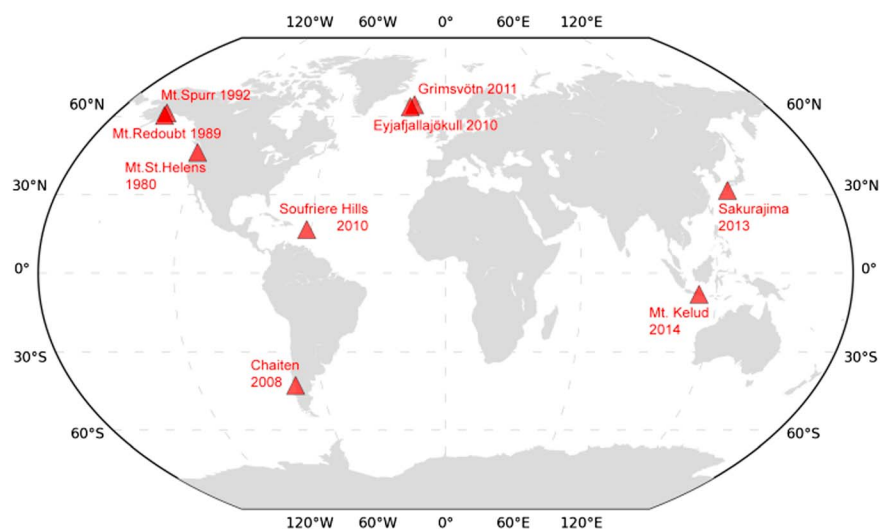 120°W 60°W 0° 60°E 120°E
Mt.Spurr 1992
Grimsvötn 2011
60°N
60°N
Mt.Redoubt 1989
Eyjafjallajökull 2010
Mt.St.Helens
1980
30°N
30°N
Soufriere Hills
2010
Sakurajima
2013
0°
0°
Mt. Kelud
2014
30°S
30°S
Chaiten
2008
60°S
60°S
120°W 60°W 0° 60°E 120°E